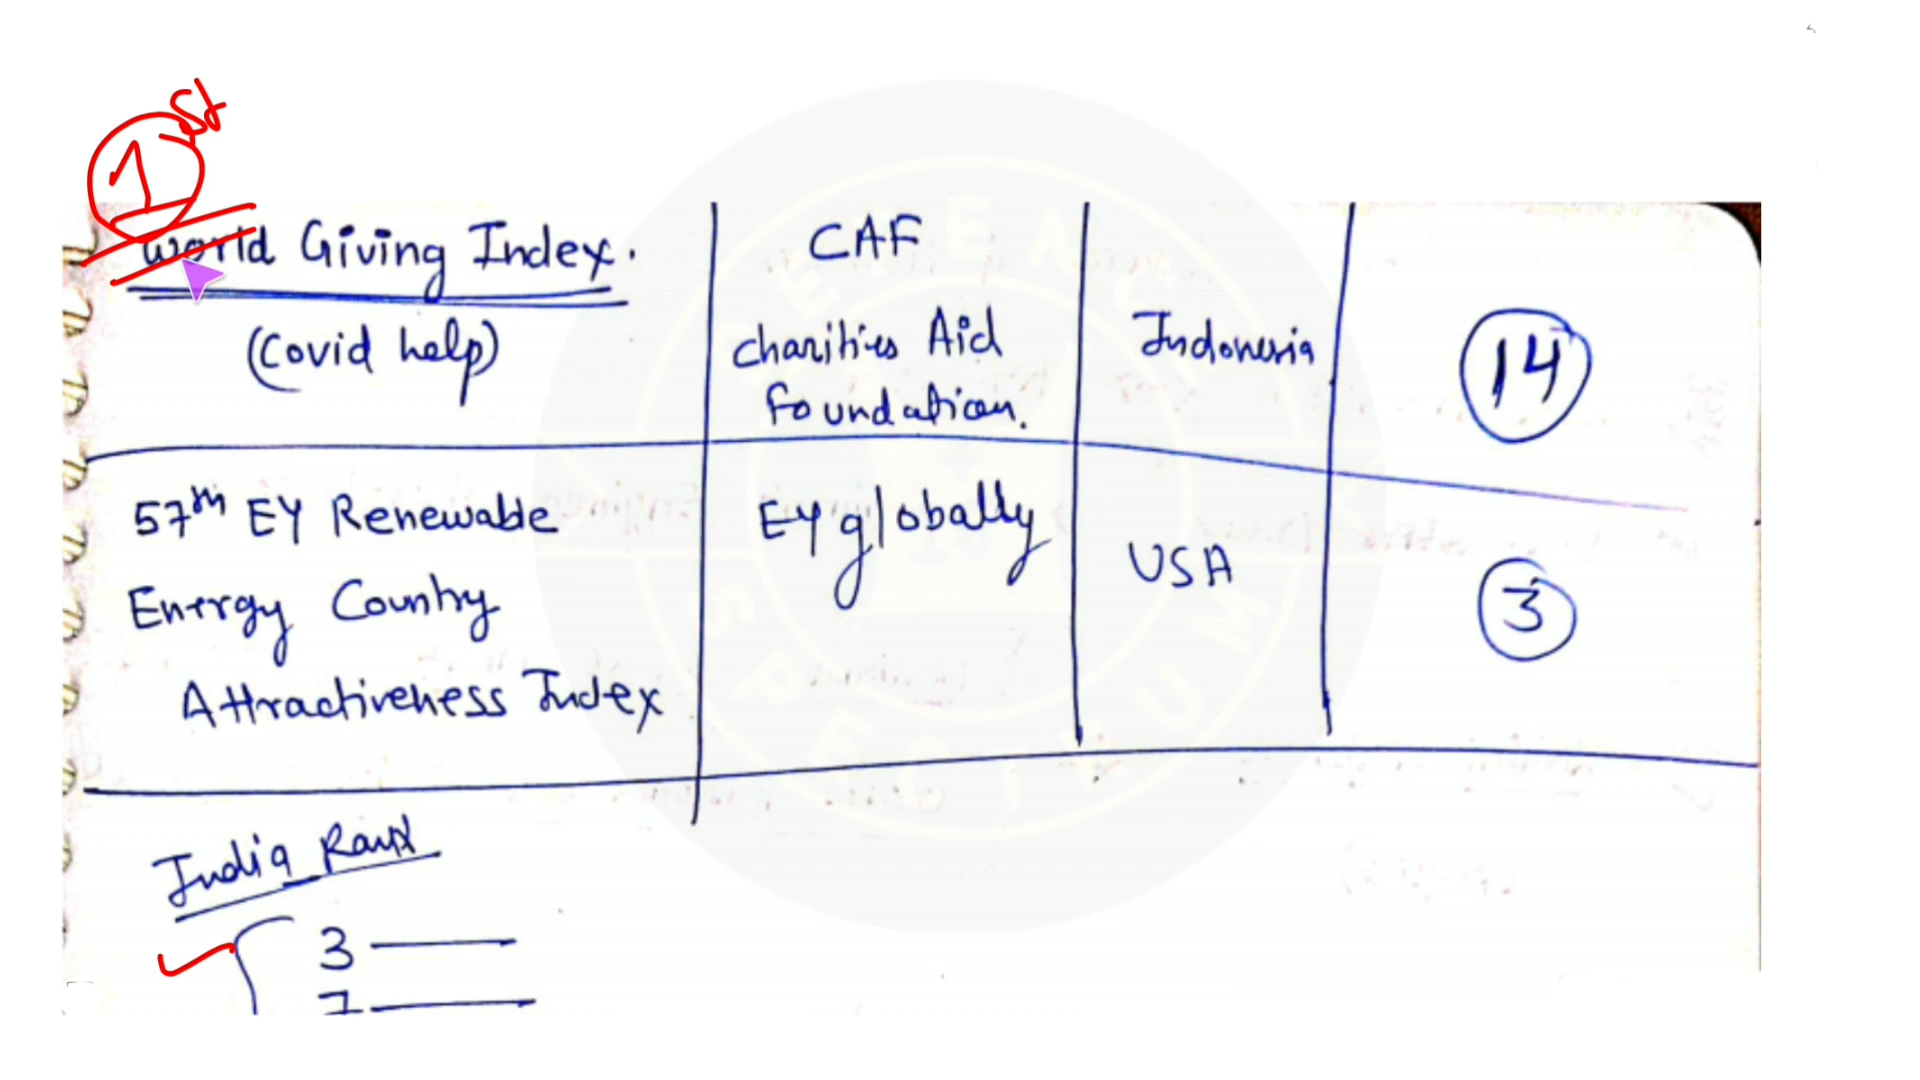 1st
World Giving Index.
(Covid help)
CAF
Charities Aid
Foundation.
Indonesia
14
57th EY Renewable
Energy Country
Attractiveness Index
EY globally
USA
3
India Rank
3
7